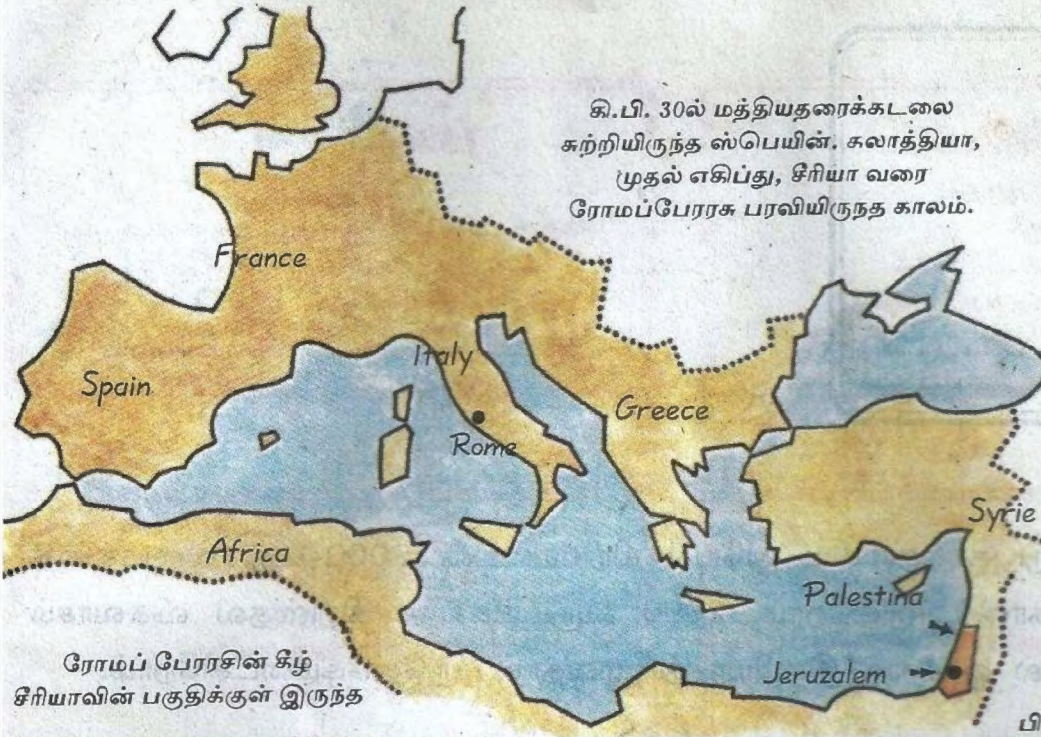 கி.பி. 30ல் மத்தியதரைக்கடலை
சுற்றியிருந்த ஸ்பெயின். கலாத்தியா,
முதல் எகிப்து, சீரியா வரை
ரோமப்பேரரசு பரவியிருநத காலம்.
France
Italy
Spain
Greece
Rome
Syrie
Africa
Palestina
ரோமப் பேரரசின் கீழ்
சீரியாவின் பகுதிக்குள் இருந்த
Jeruzalem
பி